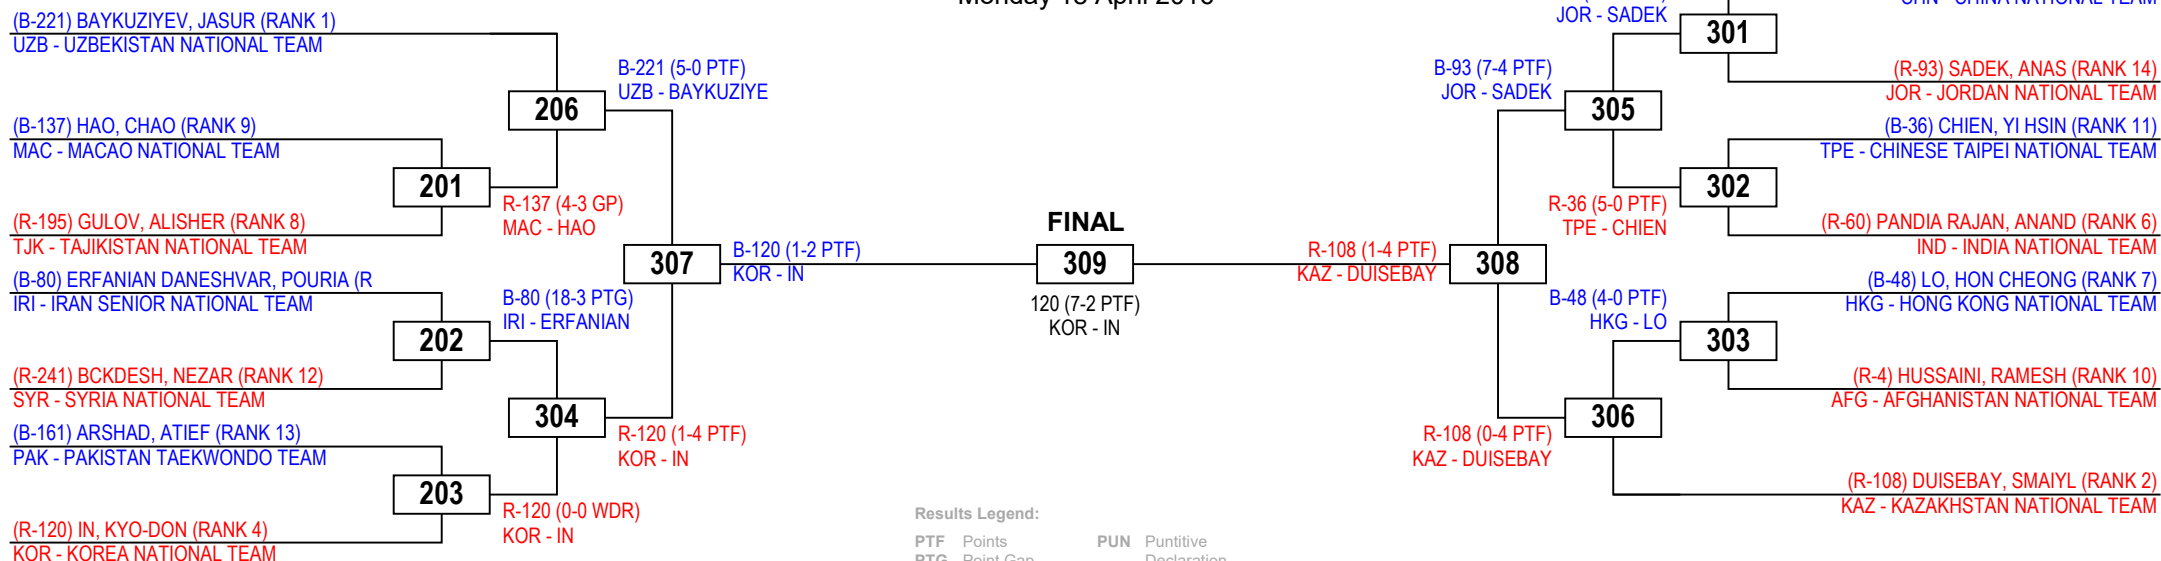 (B-221) BAYKUZIYEV, JASUR (RANK 1)
UZB - UZBEKISTAN NATIONAL TEAM
(B-137) HAO, CHAO (RANK 9)
MAC - MACAO NATIONAL TEAM
(R-195) GULOV, ALISHER (RANK 8)
TJK - TAJIKISTAN NATIONAL TEAM
(B-80) ERFANIAN DANESHVAR, POURIA (R
IRI - IRAN SENIOR NATIONAL TEAM
(R-241) BCKDESH, NEZAR (RANK 12)
SYR - SYRIA NATIONAL TEAM
(B-161) ARSHAD, ATIEF (RANK 13)
PAK - PAKISTAN TAEKWONDO TEAM
(R-120) IN, KYO-DON (RANK 4)
KOR - KOREA NATIONAL TEAM
201
202
203
206
R-137 (4-3 GP)
MAC - HAO
B-80 (18-3 PTG)
IRI - ERFANIAN
304
R-120 (0-0 WDR)
KOR - IN
B-221 (5-0 PTF)
UZB - BAYKUZIYE
307
R-120 (1-4 PTF)
KOR - IN
B-120 (1-2 PTF)
KOR - IN
FINAL
309
120 (7-2 PTF)
KOR - IN
R-108 (1-4 PTF)
KAZ - DUISEBAY
308
B-93 (7-4 PTF)
JOR - SADEK
R-108 (0-4 PTF)
KAZ - DUISEBAY
JOR - SADEK
305
R-36 (5-0 PTF)
TPE - CHIEN
B-48 (4-0 PTF)
HKG - LO
306
301
302
303
(R-93) SADEK, ANAS (RANK 14)
JOR - JORDAN NATIONAL TEAM
(B-36) CHIEN, YI HSIN (RANK 11)
TPE - CHINESE TAIPEI NATIONAL TEAM
(R-60) PANDIA RAJAN, ANAND (RANK 6)
IND - INDIA NATIONAL TEAM
(B-48) LO, HON CHEONG (RANK 7)
HKG - HONG KONG NATIONAL TEAM
(R-4) HUSSAINI, RAMESH (RANK 10)
AFG - AFGHANISTAN NATIONAL TEAM
(R-108) DUISEBAY, SMAIYL (RANK 2)
KAZ - KAZAKHSTAN NATIONAL TEAM
Results Legend:
PTF Points
PUN Puntitive
PTG Point Gap
Declaration